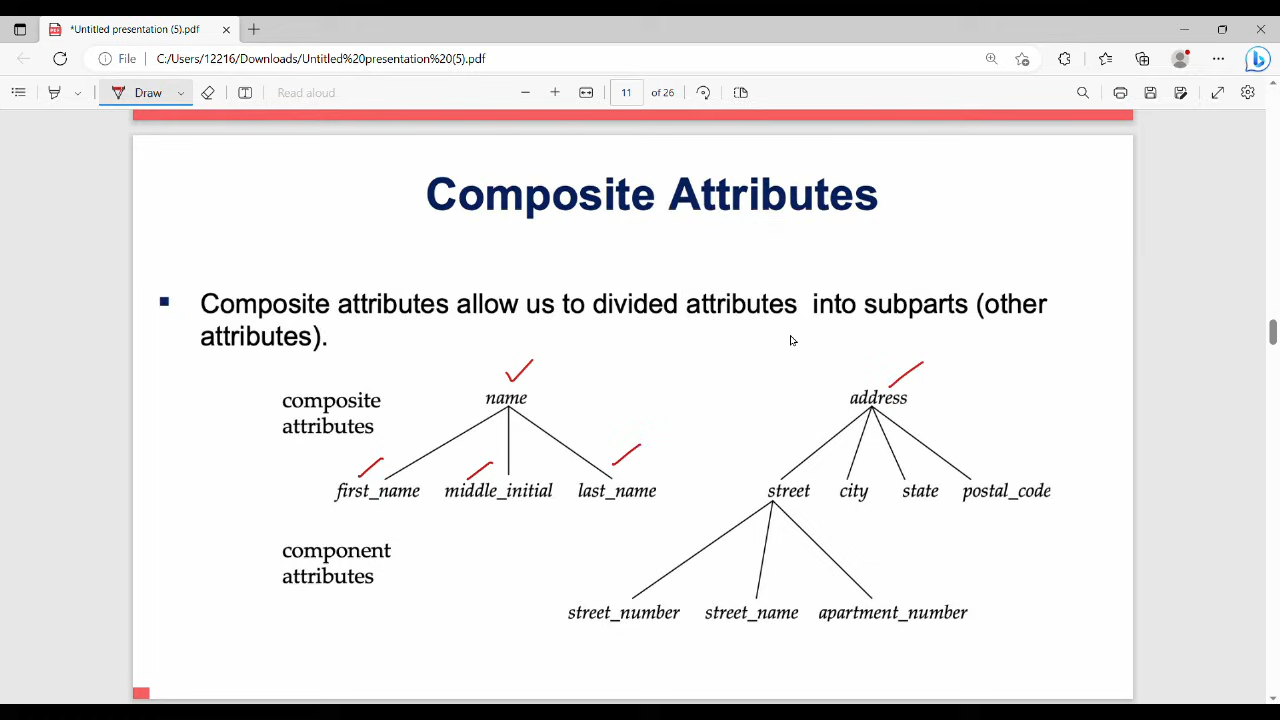 *Untitled presentation (5).pdf
File
C:/Users/12216/Downloads/Untitled%20presentation%20(5).pdf
Draw
Read aloud
11
of 26
Composite Attributes
Composite attributes allow us to divided attributes into subparts (other
attributes).
composite
attributes
name
address
first_name middle_initial last_name
street city state postal_code
component
attributes
street_number street_name apartment_number